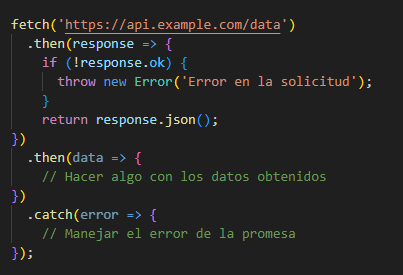 fetch('https://api.example.com/data')
  .then(response => {
    if (!response.ok) {
      throw new Error('Error en la solicitud');
    }
    return response.json();
})
  .then(data => {
    // Hacer algo con los datos obtenidos
})
  .catch(error => {
    // Manejar el error de la promesa
});